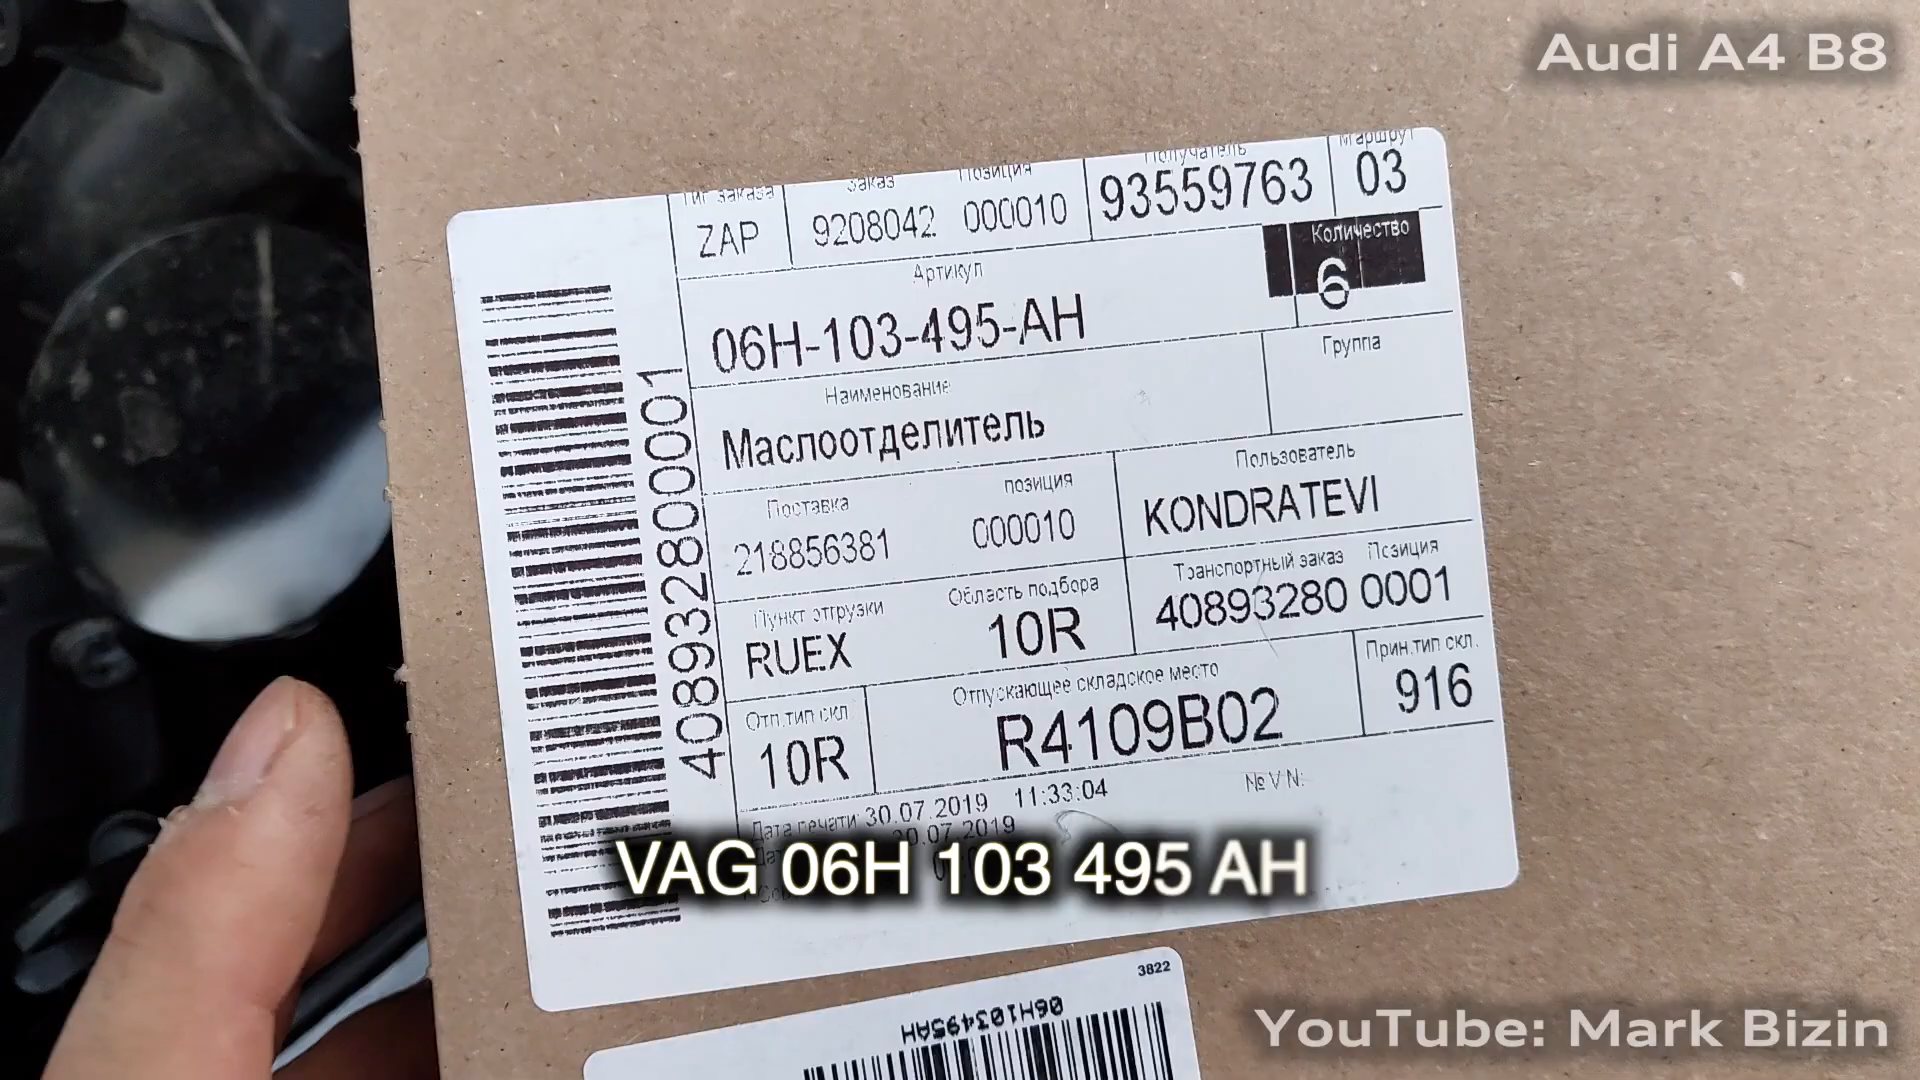 Audi A4 B8
Тип заказа Заказ Позиция Получатель Маршрут
ZAP 9208042 000010 93559763 03
Артикул Количество
06H-103-495-AH 6
Наименование Группа
Маслоотделитель
Поставка позиция Пользователь
218856381 000010 KONDRATEVI
Пункт отгрузки Область подбора Транспортный заказ Позиция
RUEX 10R 40893280 0001
Отп.тип скл Отпускающее складское место Прин.тип скл.
10R R4109B02 916
Дата печати: 30.07.2019 11:33:04 № VIN:
30.07.2019
408932800001
VAG 06H 103 495 AH
3822
06H103495AH
YouTube: Mark Bizin